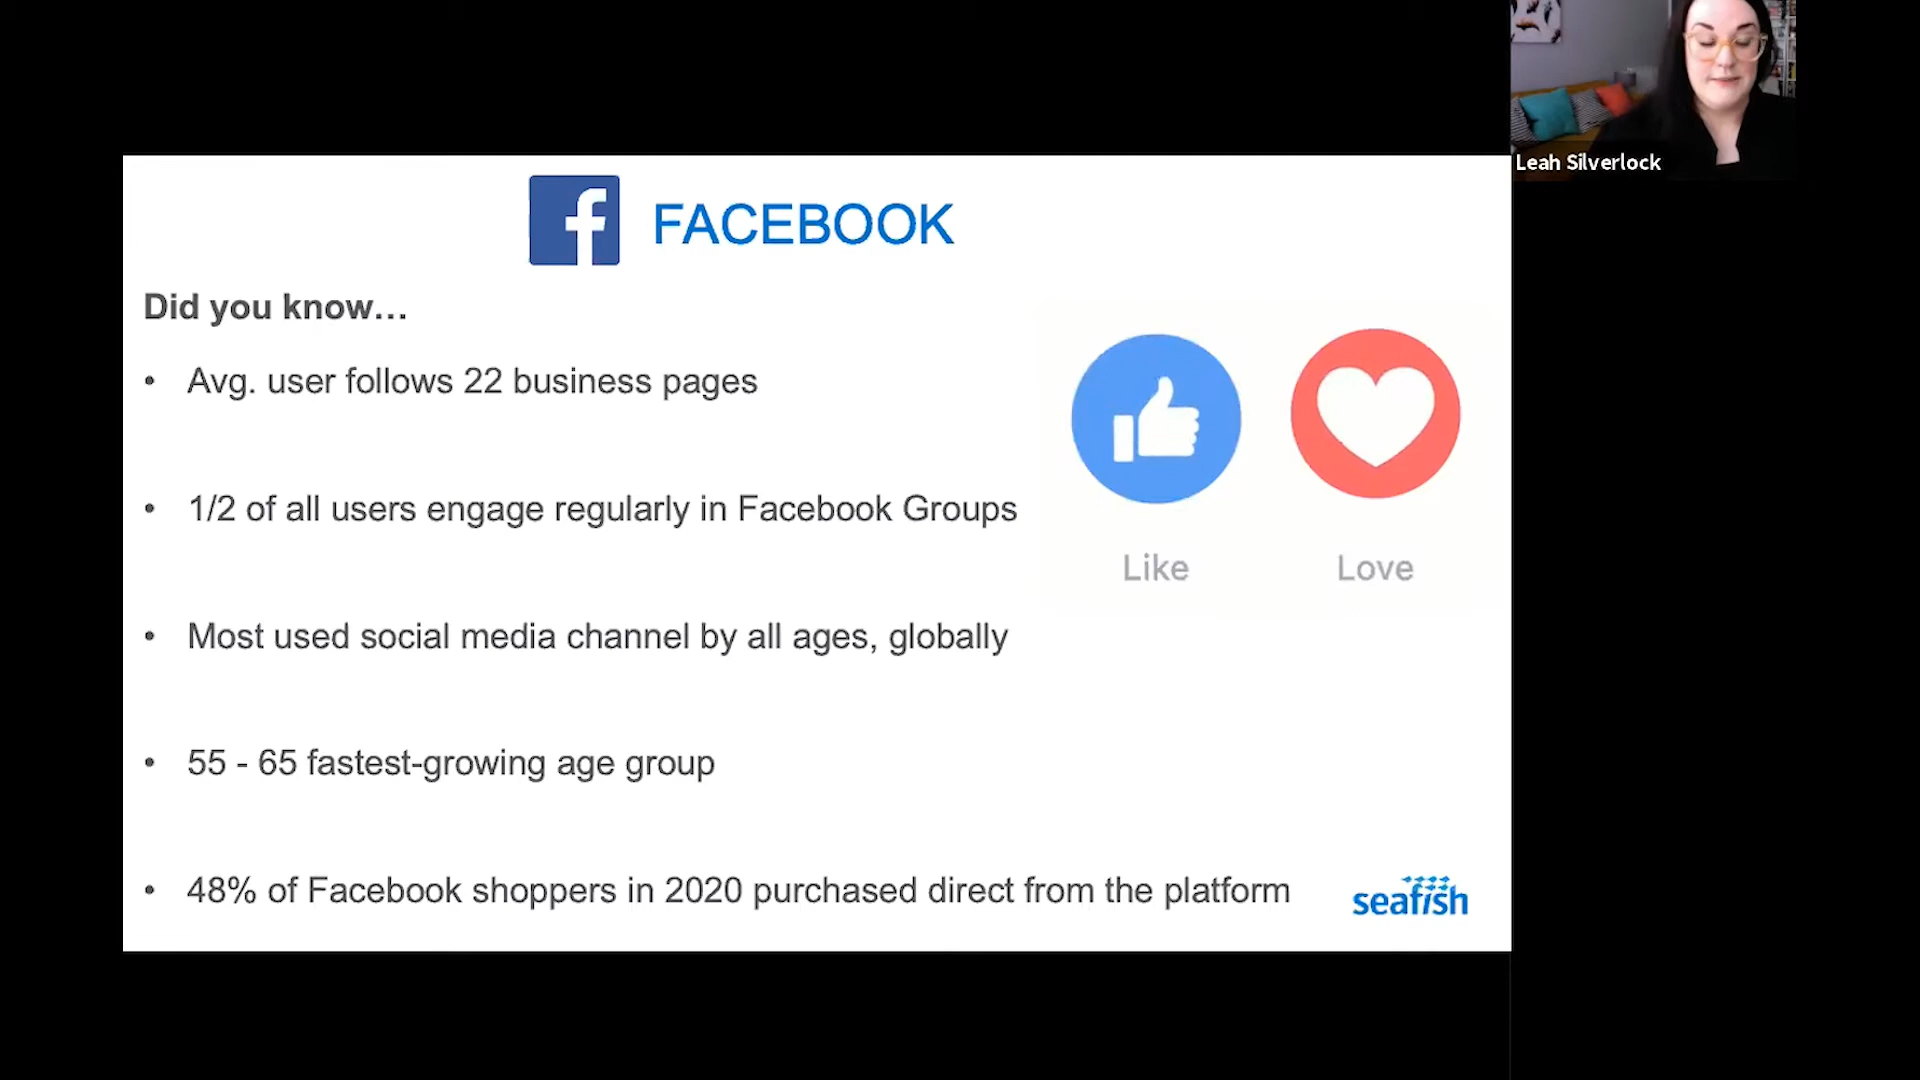 Leah Silverlock
FACEBOOK
Did you know…
• Avg. user follows 22 business pages
• 1/2 of all users engage regularly in Facebook Groups
• Most used social media channel by all ages, globally
• 55 - 65 fastest-growing age group
• 48% of Facebook shoppers in 2020 purchased direct from the platform
Like
Love
seafish